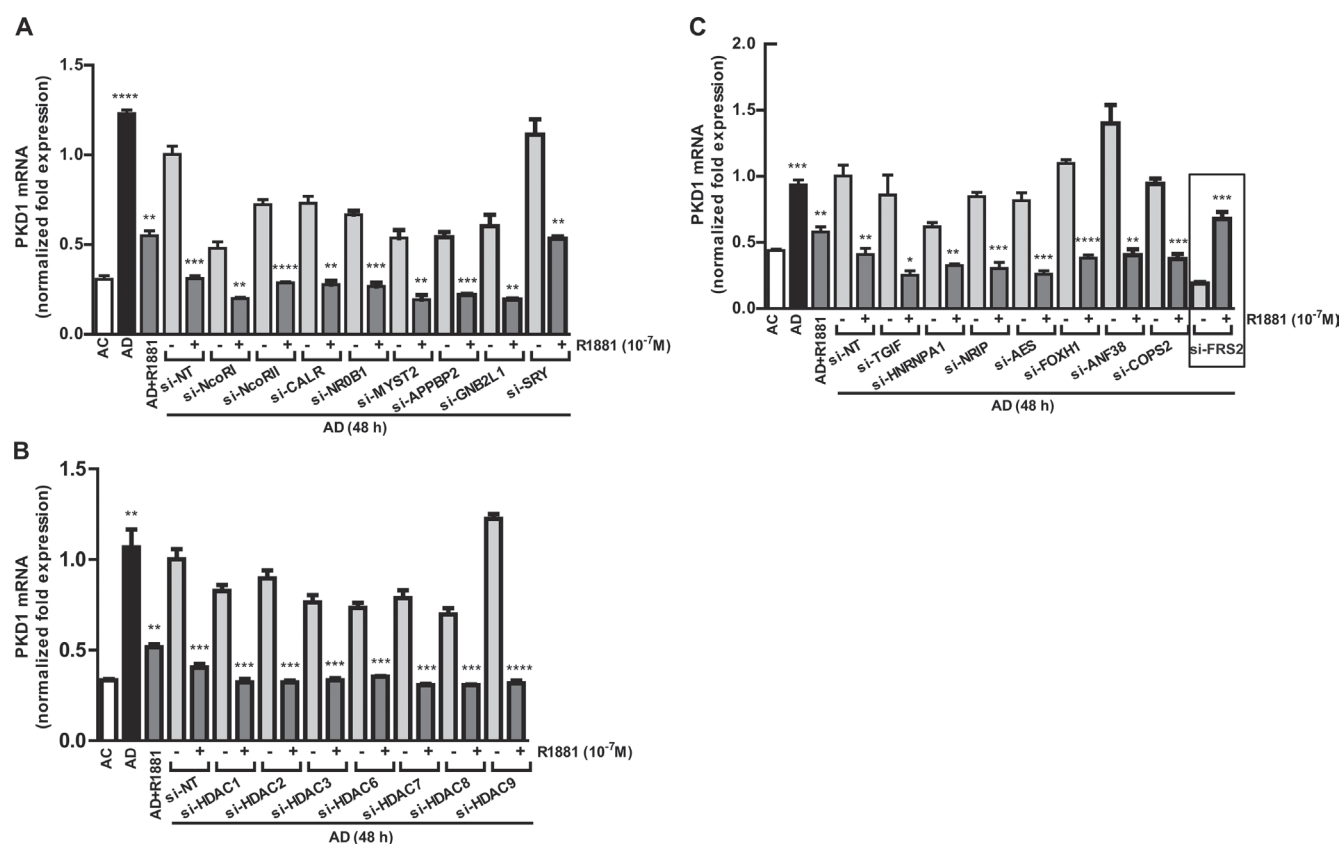 A
PKD1 mRNA
(normalized fold expression)
1.5
1.0
0.5
0.0
****
**
***
**
****
**
***
**
***
**
**
AC
AD
AD+R1881
- + - + - + - + - + - + - + - + - +
R1881 (10⁻⁷M)
si-NT
si-NcoRI
si-NcoRII
si-CALR
si-NR0B1
si-MYST2
si-APPBP2
si-GNB2L1
si-SRY
AD (48 h)
B
PKD1 mRNA
(normalized fold expression)
1.5
1.0
0.5
0.0
**
**
***
***
***
***
***
***
***
****
AC
AD
AD+R1881
- + - + - + - + - + - + - + - +
R1881 (10⁻⁷M)
si-NT
si-HDAC1
si-HDAC2
si-HDAC3
si-HDAC6
si-HDAC7
si-HDAC8
si-HDAC9
AD (48 h)
C
PKD1 mRNA
(normalized fold expression)
2.0
1.5
1.0
0.5
0.0
***
**
**
*
**
***
***
****
**
***
***
AC
AD
AD+R1881
- + - + - + - + - + - + - + - + - +
R1881 (10⁻⁷M)
si-NT
si-TGIF
si-HNRNPA1
si-NRIP
si-AES
si-FOXH1
si-ANF38
si-COPS2
si-FRS2
AD (48 h)